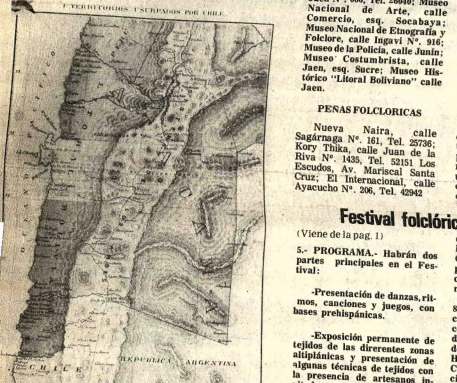 Y TERRITORIOS USURPADOS POR CHILE
REPUBLICA ARGENTINA
CHILE
Nacional de Arte, calle
Comercio, esq. Socabaya;
Museo Nacional de Etnografía y
Folclore, calle Ingavi Nº. 916;
Museo de la Policía, calle Junín;
Museo Costumbrista, calle
Jaen, esq. Sucre; Museo His-
tórico "Litoral Boliviano" calle
Jaen.
PEÑAS FOLCLORICAS
Nueva Naira, calle
Sagárnaga Nº. 161, Tel. 25736;
Kory Thika, calle Juan de la
Riva Nº. 1435, Tel. 52151 Los
Escudos, Av. Mariscal Santa
Cruz; El Internacional, calle
Ayacucho Nº. 206, Tel. 42942
Festival folclóric
(Viene de la pag. 1)
5.- PROGRAMA.- Habrán dos
partes principales en el Fes-
tival:
-Presentación de danzas, rit-
mos, canciones y juegos, con
bases prehispánicas.
-Exposición permanente de
tejidos de las direrentes zonas
altiplánicas y presentación de
algunas técnicas de tejidos con
la presencia de artesanos in-